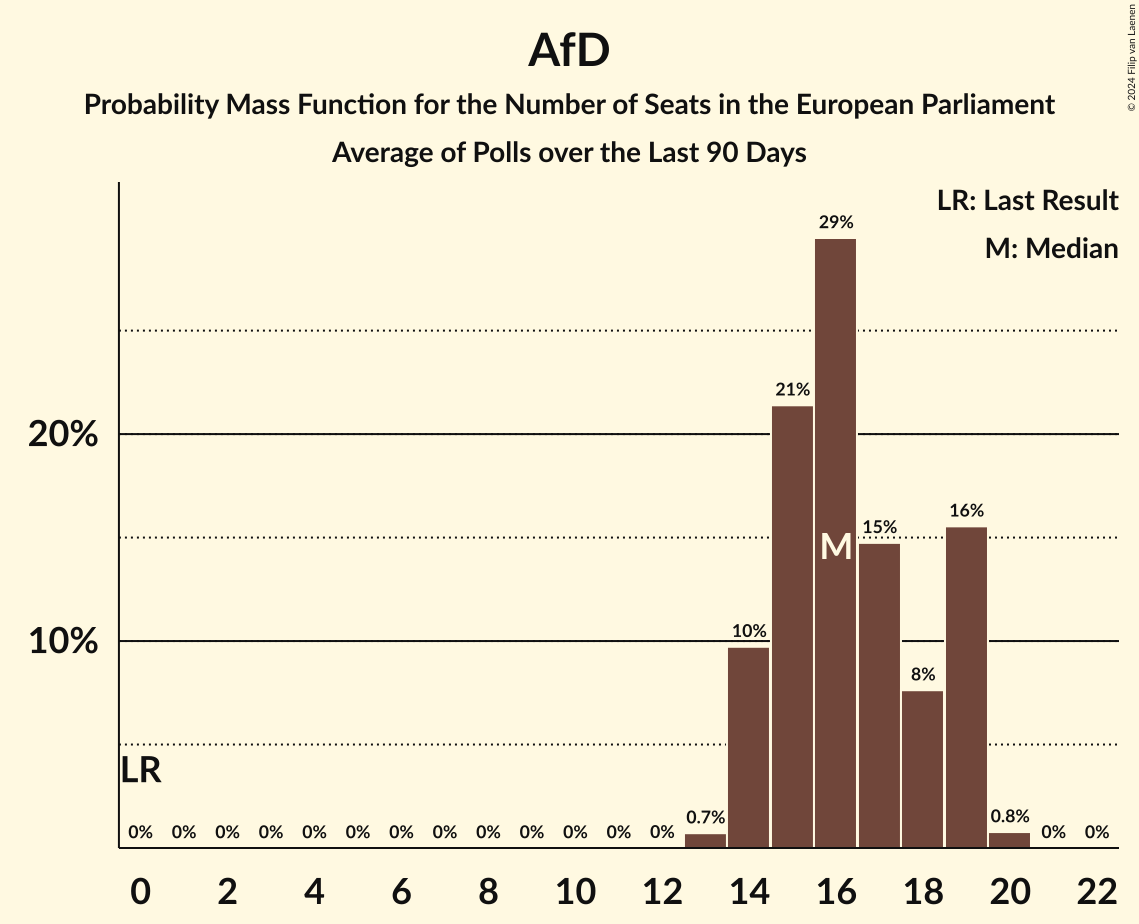 AfD
Probability Mass Function for the Number of Seats in the European Parliament
Average of Polls over the Last 90 Days
© 2024 Filip van Laenen
LR: Last Result
M: Median
29%
21%
20%
16%
15%
M
10%
10%
8%
5%
LR
0% 0% 0% 0% 0% 0% 0% 0% 0% 0% 0% 0% 0% 0.7% 0.8% 0% 0%
0 2 4 6 8 10 12 14 16 18 20 22